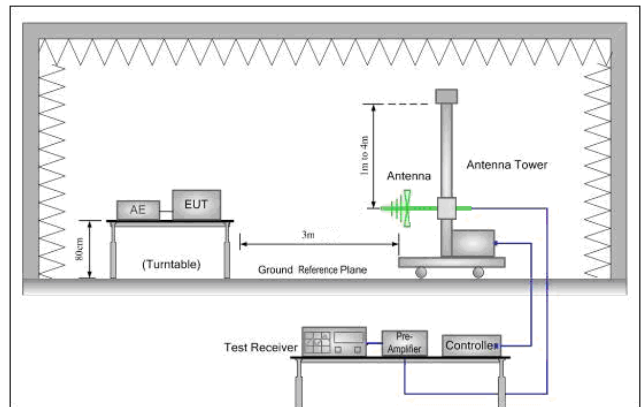 1m to 4m
Antenna
Antenna Tower
AE
EUT
3m
80cm
(Turntable)
Ground Reference Plane
Test Receiver
Pre-
Amplifier
Controller